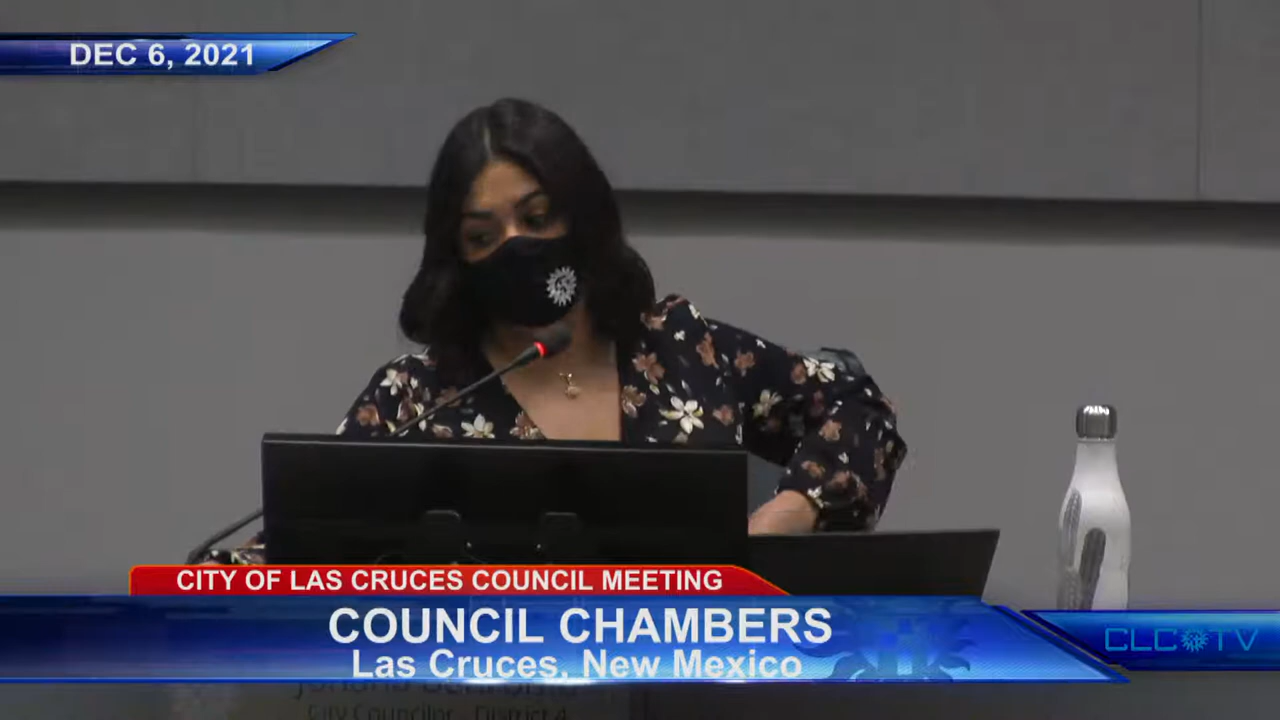 DEC 6, 2021
CITY OF LAS CRUCES COUNCIL MEETING
COUNCIL CHAMBERS
Las Cruces, New Mexico
CLC TV
City Councilor - District 4